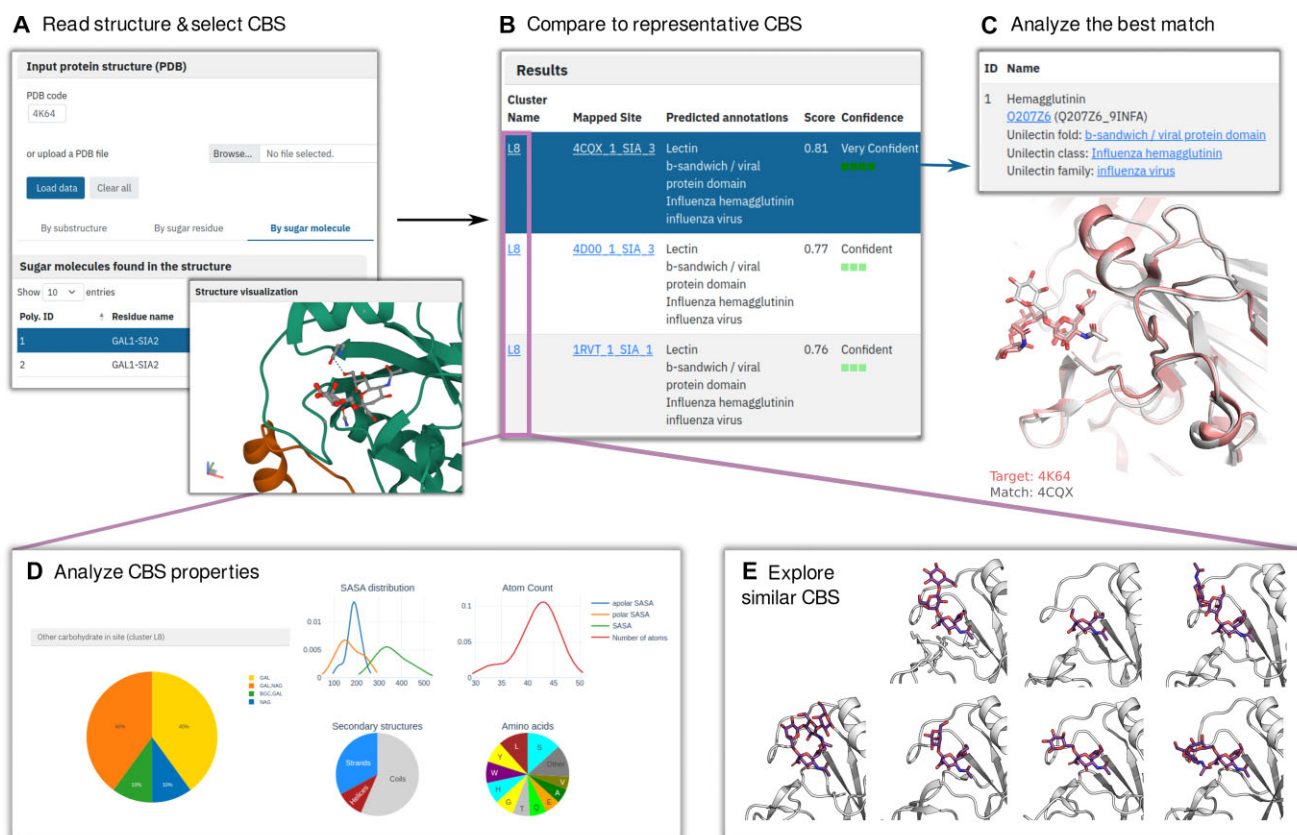 A Read structure & select CBS
Input protein structure (PDB)
PDB code
4K64
or upload a PDB file
Browse... No file selected.
Load data Clear all
By substructure By sugar residue By sugar molecule
Sugar molecules found in the structure
Show 10 entries
Poly. ID Residue name
1 GAL1-SIA2
2 GAL1-SIA2
Structure visualization
B Compare to representative CBS
Results
Cluster
Name Mapped Site Predicted annotations Score Confidence
L8 4CQX_1_SIA_3 Lectin 0.81 Very Confident
b-sandwich / viral
protein domain
Influenza hemagglutinin
influenza virus
L8 4D00_1_SIA_3 Lectin 0.77 Confident
b-sandwich / viral
protein domain
Influenza hemagglutinin
influenza virus
L8 1RVT_1_SIA_1 Lectin 0.76 Confident
b-sandwich / viral
protein domain
Influenza hemagglutinin
influenza virus
C Analyze the best match
ID Name
1 Hemagglutinin
Q207Z6 (Q207Z6_9INFA)
Unilectin fold: b-sandwich / viral protein domain
Unilectin class: Influenza hemagglutinin
Unilectin family: influenza virus
Target: 4K64
Match: 4CQX
D Analyze CBS properties
Other carbohydrate in site (cluster L8)
GAL
GAL,NAG
BGC,GAL
NAG
40%
40%
10%
10%
SASA distribution
0.01
0.005
0
100 200 300 400 500
Atom Count
0.1
0.05
0
30 35 40 45 50
apolar SASA
polar SASA
SASA
Number of atoms
Secondary structures
Strands
Coils
Helices
Amino acids
L
S
Y
Other
W
V
H
A
G
T
Q
E
E Explore
similar CBS